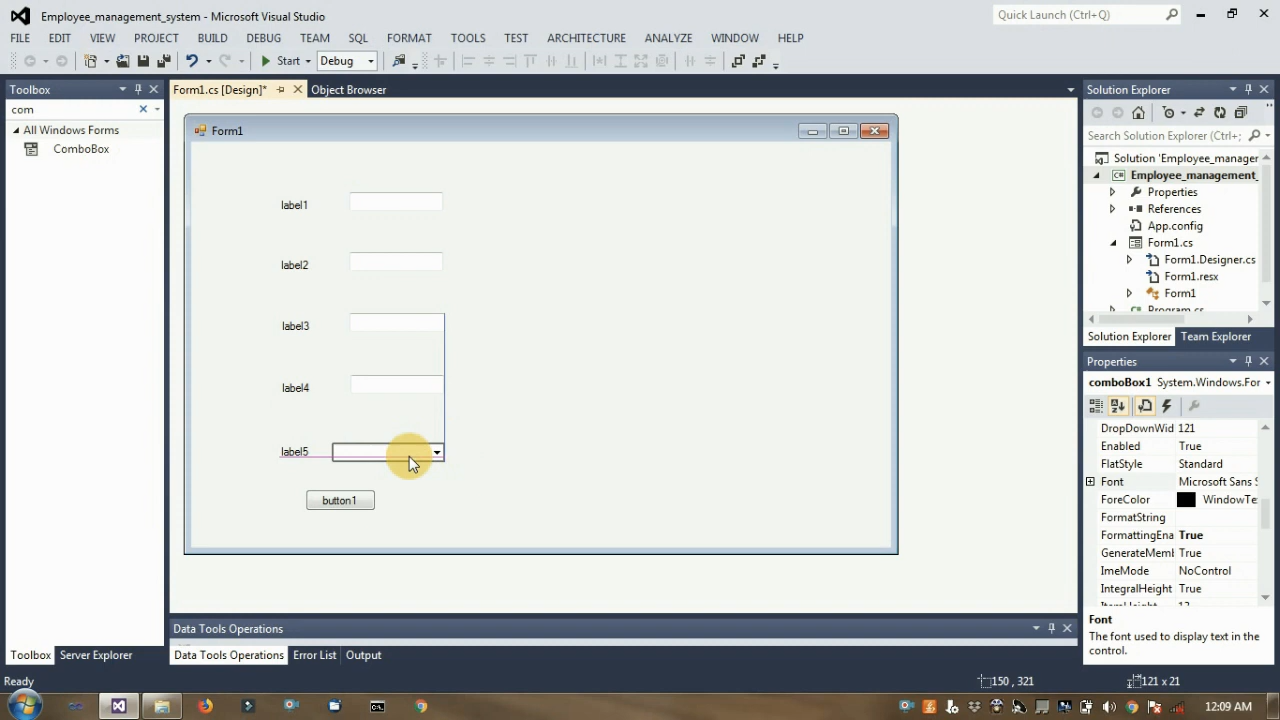 Employee_management_system - Microsoft Visual Studio
Quick Launch (Ctrl+Q)
FILE EDIT VIEW PROJECT BUILD DEBUG TEAM SQL FORMAT TOOLS TEST ARCHITECTURE ANALYZE WINDOW HELP
Start Debug
Toolbox
com
All Windows Forms
ComboBox
Form1.cs [Design]* Object Browser
Form1
label1
label2
label3
label4
label5
button1
Solution Explorer
Search Solution Explorer (Ctrl+;
Solution 'Employee_manager
Employee_management_
Properties
References
App.config
Form1.cs
Form1.Designer.cs
Form1.resx
Form1
Program.cs
Solution Explorer Team Explorer
Properties
comboBox1 System.Windows.For
DropDownWid 121
Enabled True
FlatStyle Standard
Font Microsoft Sans S
ForeColor WindowTe
FormatString
FormattingEna True
GenerateMemb True
ImeMode NoControl
IntegralHeight True
ItemHeight 13
Font
The font used to display text in the
control.
Data Tools Operations
Toolbox Server Explorer
Data Tools Operations Error List Output
Ready
150 , 321
121 x 21
12:09 AM